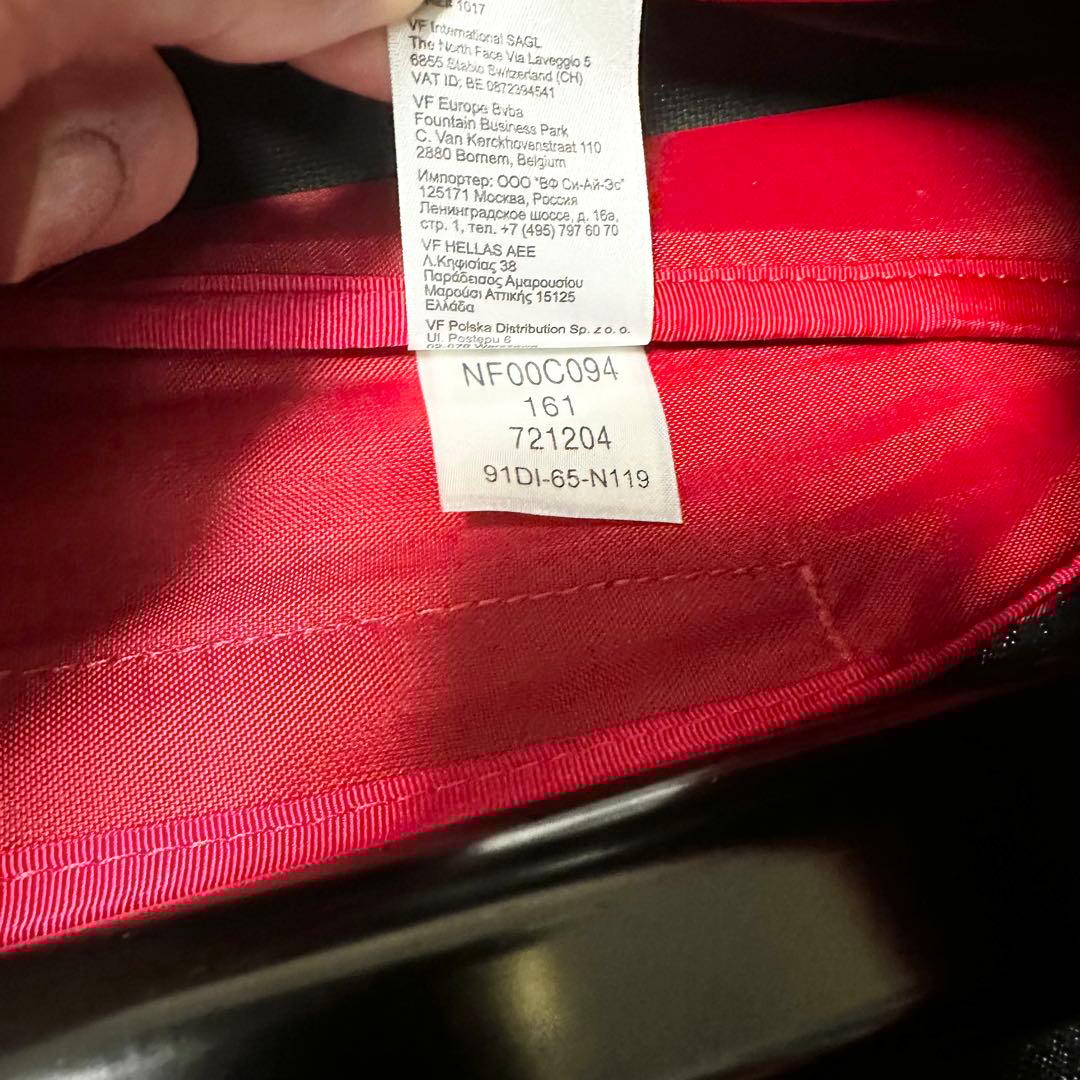 1017
VF International SAGL
The North Face Via Laveggio 5
6855 Stabio Switzerland (CH)
VAT ID: BE 0872394541
VF Europe Bvba
Fountain Business Park
C. Van Kerckhovenstraat 110
2880 Bornem, Belgium
Импортер: ООО "ВФ Си-Ай-Эс"
125171 Москва, Россия
Ленинградское шоссе, д. 16а,
стр. 1, тел. +7 (495) 797 60 70
VF HELLAS AEE
Λ.Κηφισίας 38
Παράδεισος Αμαρουσίου
Μαρούσι Αττικής 15125
Ελλάδα
VF Polska Distribution Sp. z o. o.
Ul. Postępu 6
NF00C094
161
721204
91DI-65-N119